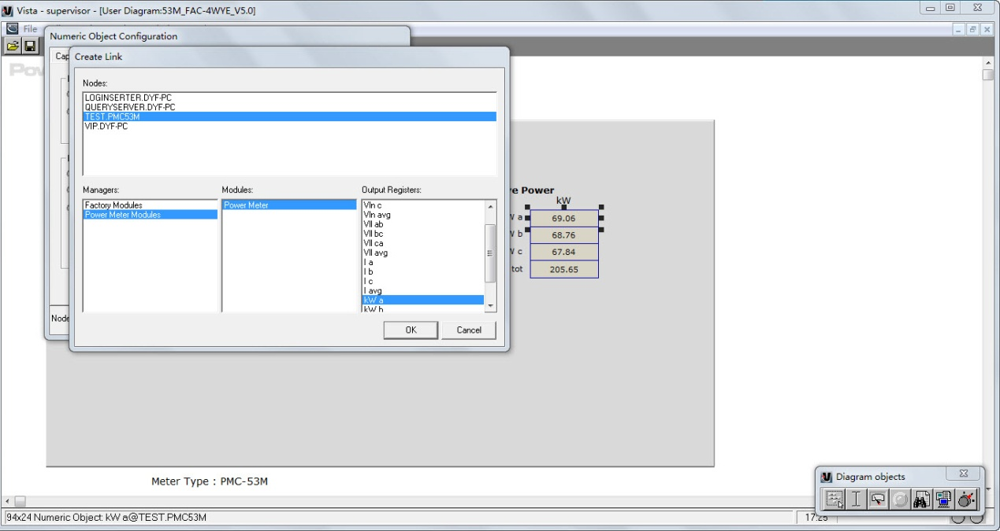 Vista - supervisor - [User Diagram:53M_FAC-4WYE_V5.0]
File
Numeric Object Configuration
Cap
Create Link
Pow
Nodes:
LOGINSERTER.DYF-PC
QUERYSERVER.DYF-PC
TEST.PMC53M
VIP.DYF-PC
Managers:
Modules:
Output Registers:
Factory Modules
Power Meter Modules
Power Meter
Vln c
Vln avg
Vll ab
Vll bc
Vll ca
Vll avg
I a
I b
I c
I avg
kW a
kW b
OK
Cancel
Node
e Power
kW
W a
69.06
W b
68.76
W c
67.84
tot
205.65
Meter Type : PMC-53M
Diagram objects
94x24 Numeric Object: kW a@TEST.PMC53M
17:25